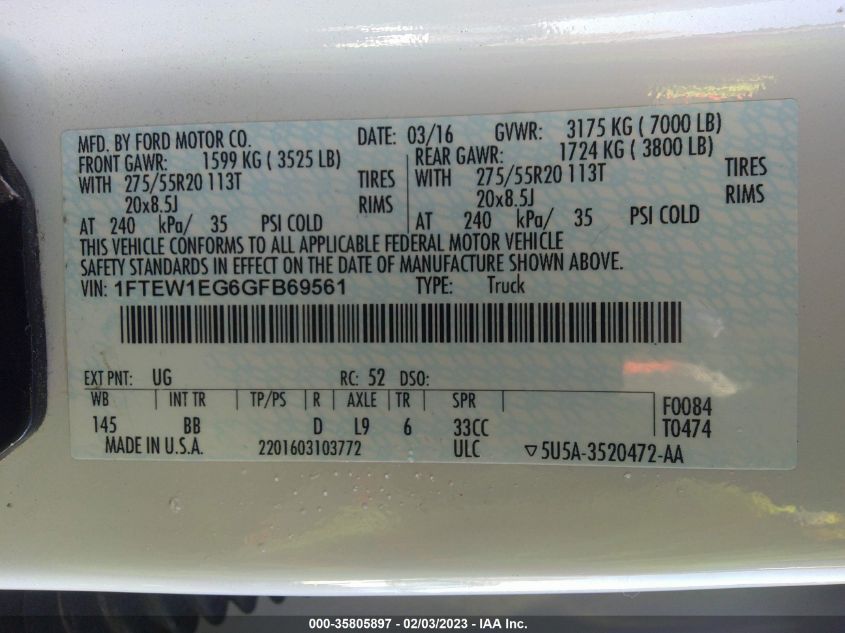 MFD. BY FORD MOTOR CO. DATE: 03/16 GVWR: 3175 KG ( 7000 LB)
FRONT GAWR: 1599 KG ( 3525 LB) REAR GAWR: 1724 KG ( 3800 LB)
WITH 275/55R20 113T TIRES WITH 275/55R20 113T TIRES
20x8.5J RIMS 20x8.5J RIMS
AT 240 kPa/ 35 PSI COLD AT 240 kPa/ 35 PSI COLD
THIS VEHICLE CONFORMS TO ALL APPLICABLE FEDERAL MOTOR VEHICLE
SAFETY STANDARDS IN EFFECT ON THE DATE OF MANUFACTURE SHOWN ABOVE.
VIN: 1FTEW1EG6GFB69561 TYPE: Truck
EXT PNT: UG RC: 52 DSO:
WB INT TR TP/PS R AXLE TR SPR F0084
145 BB D L9 6 33CC T0474
MADE IN U.S.A. 2201603103772 ULC ▽5U5A-3520472-AA
000-35805897 - 02/03/2023 - IAA Inc.